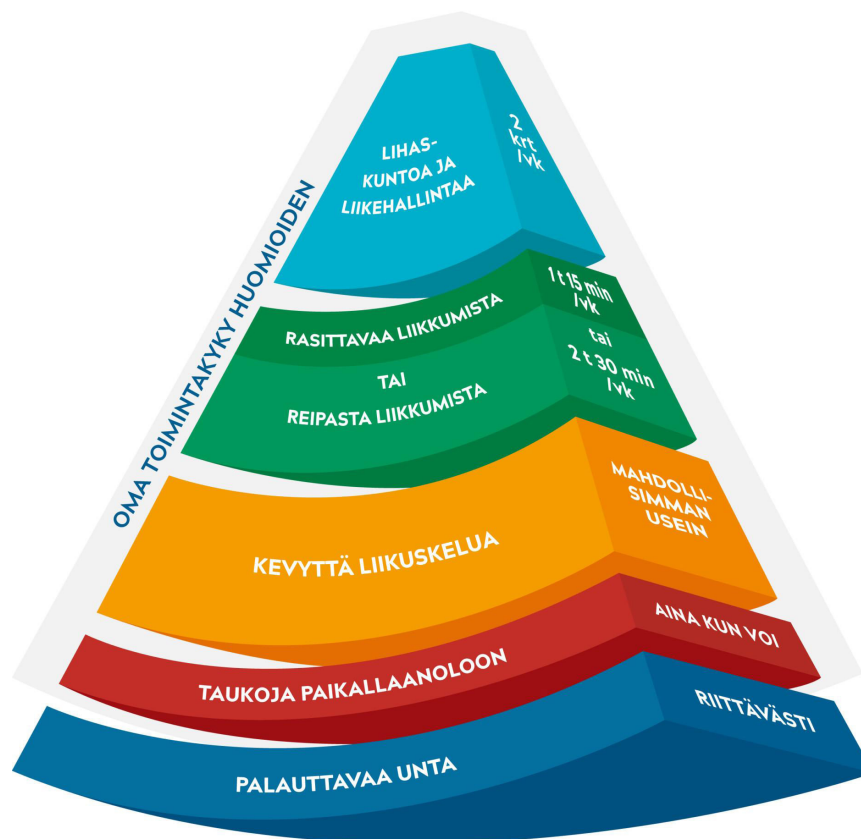 OMA TOIMINTAKYKY HUOMIOIDEN
LIHAS-
KUNTOA JA
LIIKEHALLINTAA
2
krt
/vk
RASITTAVAA LIIKKUMISTA
1 t 15 min
/vk
TAI
tai
REIPASTA LIIKKUMISTA
2 t 30 min
/vk
KEVYTTÄ LIIKUSKELUA
MAHDOLLI-
SIMMAN
USEIN
TAUKOJA PAIKALLAANOLOON
AINA KUN VOI
PALAUTTAVAA UNTA
RIITTÄVÄSTI